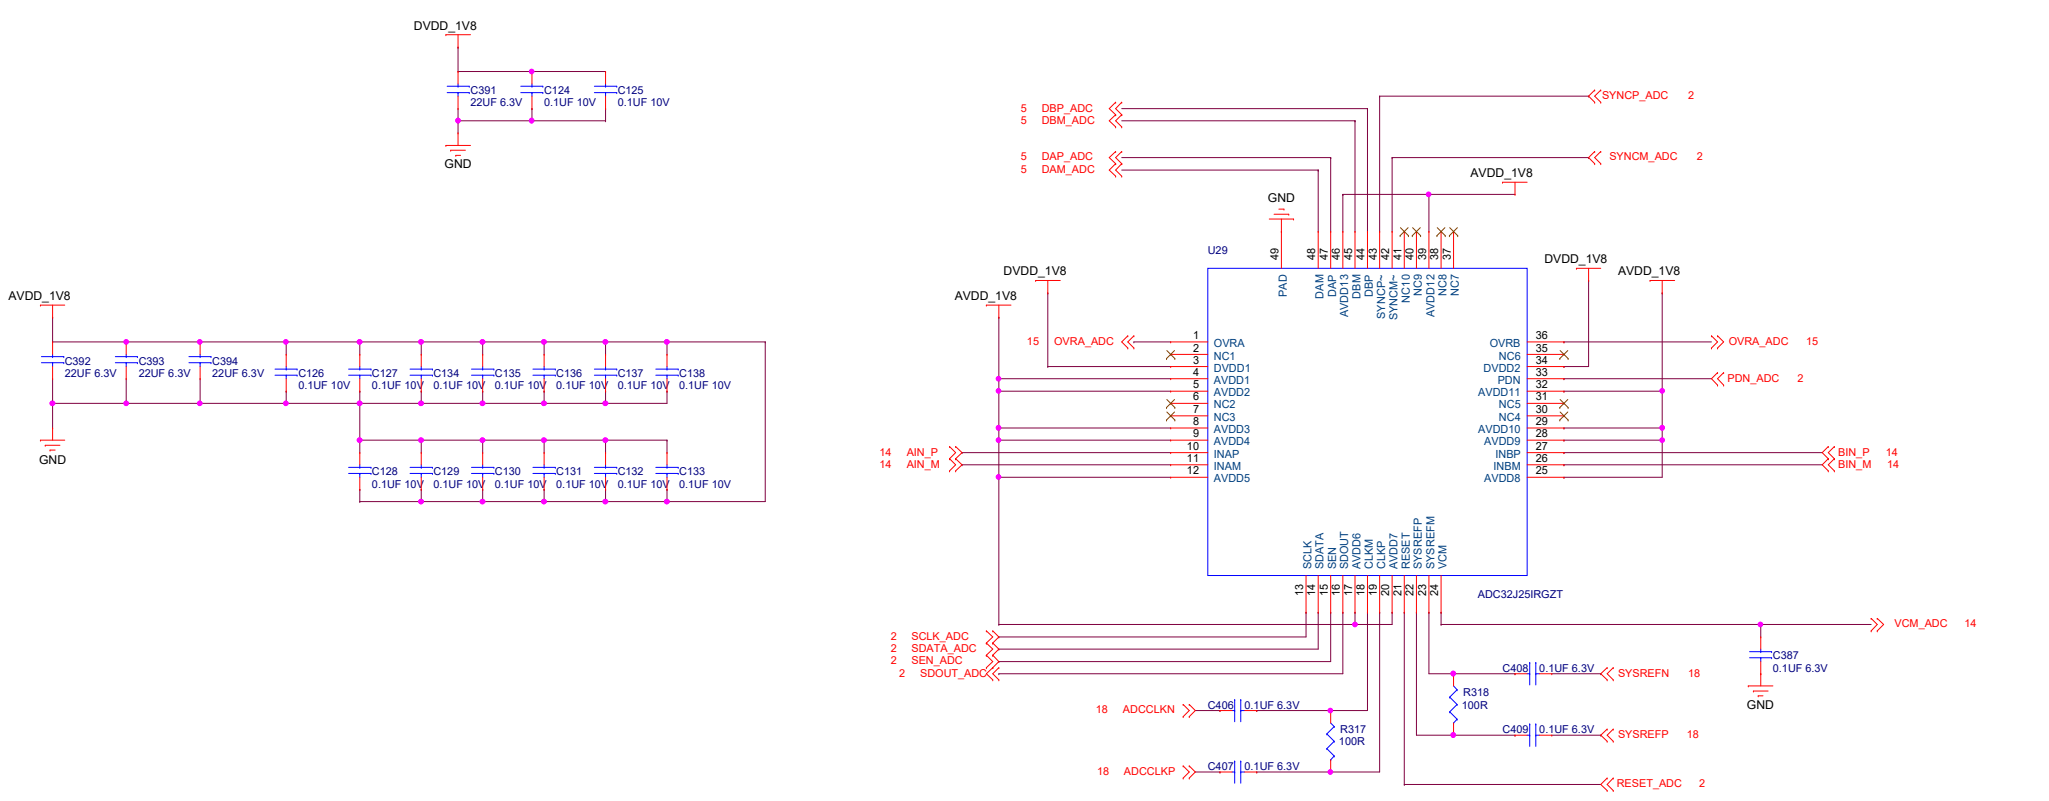 DVDD_1V8
C391
22UF 6.3V
C124
0.1UF 10V
C125
0.1UF 10V
GND
AVDD_1V8
C392
22UF 6.3V
C393
22UF 6.3V
C394
22UF 6.3V
C126
0.1UF 10V
C127
0.1UF 10V
C134
0.1UF 10V
C135
0.1UF 10V
C136
0.1UF 10V
C137
0.1UF 10V
C138
0.1UF 10V
GND
C128
0.1UF 10V
C129
0.1UF 10V
C130
0.1UF 10V
C131
0.1UF 10V
C132
0.1UF 10V
C133
0.1UF 10V
5 DBP_ADC
5 DBM_ADC
5 DAP_ADC
5 DAM_ADC
SYNCP_ADC 2
SYNCM_ADC 2
AVDD_1V8
GND
U29
DVDD_1V8
AVDD_1V8
DVDD_1V8
AVDD_1V8
49 PAD
48 DAM
47 DAP
46 AVDD13
45 DBM
44 DBP
43 SYNCP~
42 SYNCM~
41 NC10
40 NC9
39 AVDD12
38 NC8
37 NC7
15 OVRA_ADC
1 OVRA
2 NC1
3 DVDD1
4 AVDD1
5 AVDD2
6 NC2
7 NC3
8 AVDD3
9 AVDD4
14 AIN_P
10 INAP
14 AIN_M
11 INAM
12 AVDD5
OVRB 36
OVRA_ADC 15
NC6 35
DVDD2 34
PDN 33
PDN_ADC 2
AVDD11 32
NC5 31
NC4 30
AVDD10 29
AVDD9 28
INBP 27
BIN_P 14
INBM 26
BIN_M 14
AVDD8 25
SCLK 13
SDATA 14
SEN 15
SDOUT 16
AVDD6 17
CLKM 18
CLKP 19
AVDD7 20
RESET 21
SYSREFP 22
SYSREFM 23
VCM 24
ADC32J25IRGZT
2 SCLK_ADC
2 SDATA_ADC
2 SEN_ADC
2 SDOUT_ADC
VCM_ADC 14
C387
0.1UF 6.3V
GND
C408 0.1UF 6.3V
SYSREFN 18
R318
100R
C409 0.1UF 6.3V
SYSREFP 18
18 ADCCLKN
C406 0.1UF 6.3V
R317
100R
18 ADCCLKP
C407 0.1UF 6.3V
RESET_ADC 2